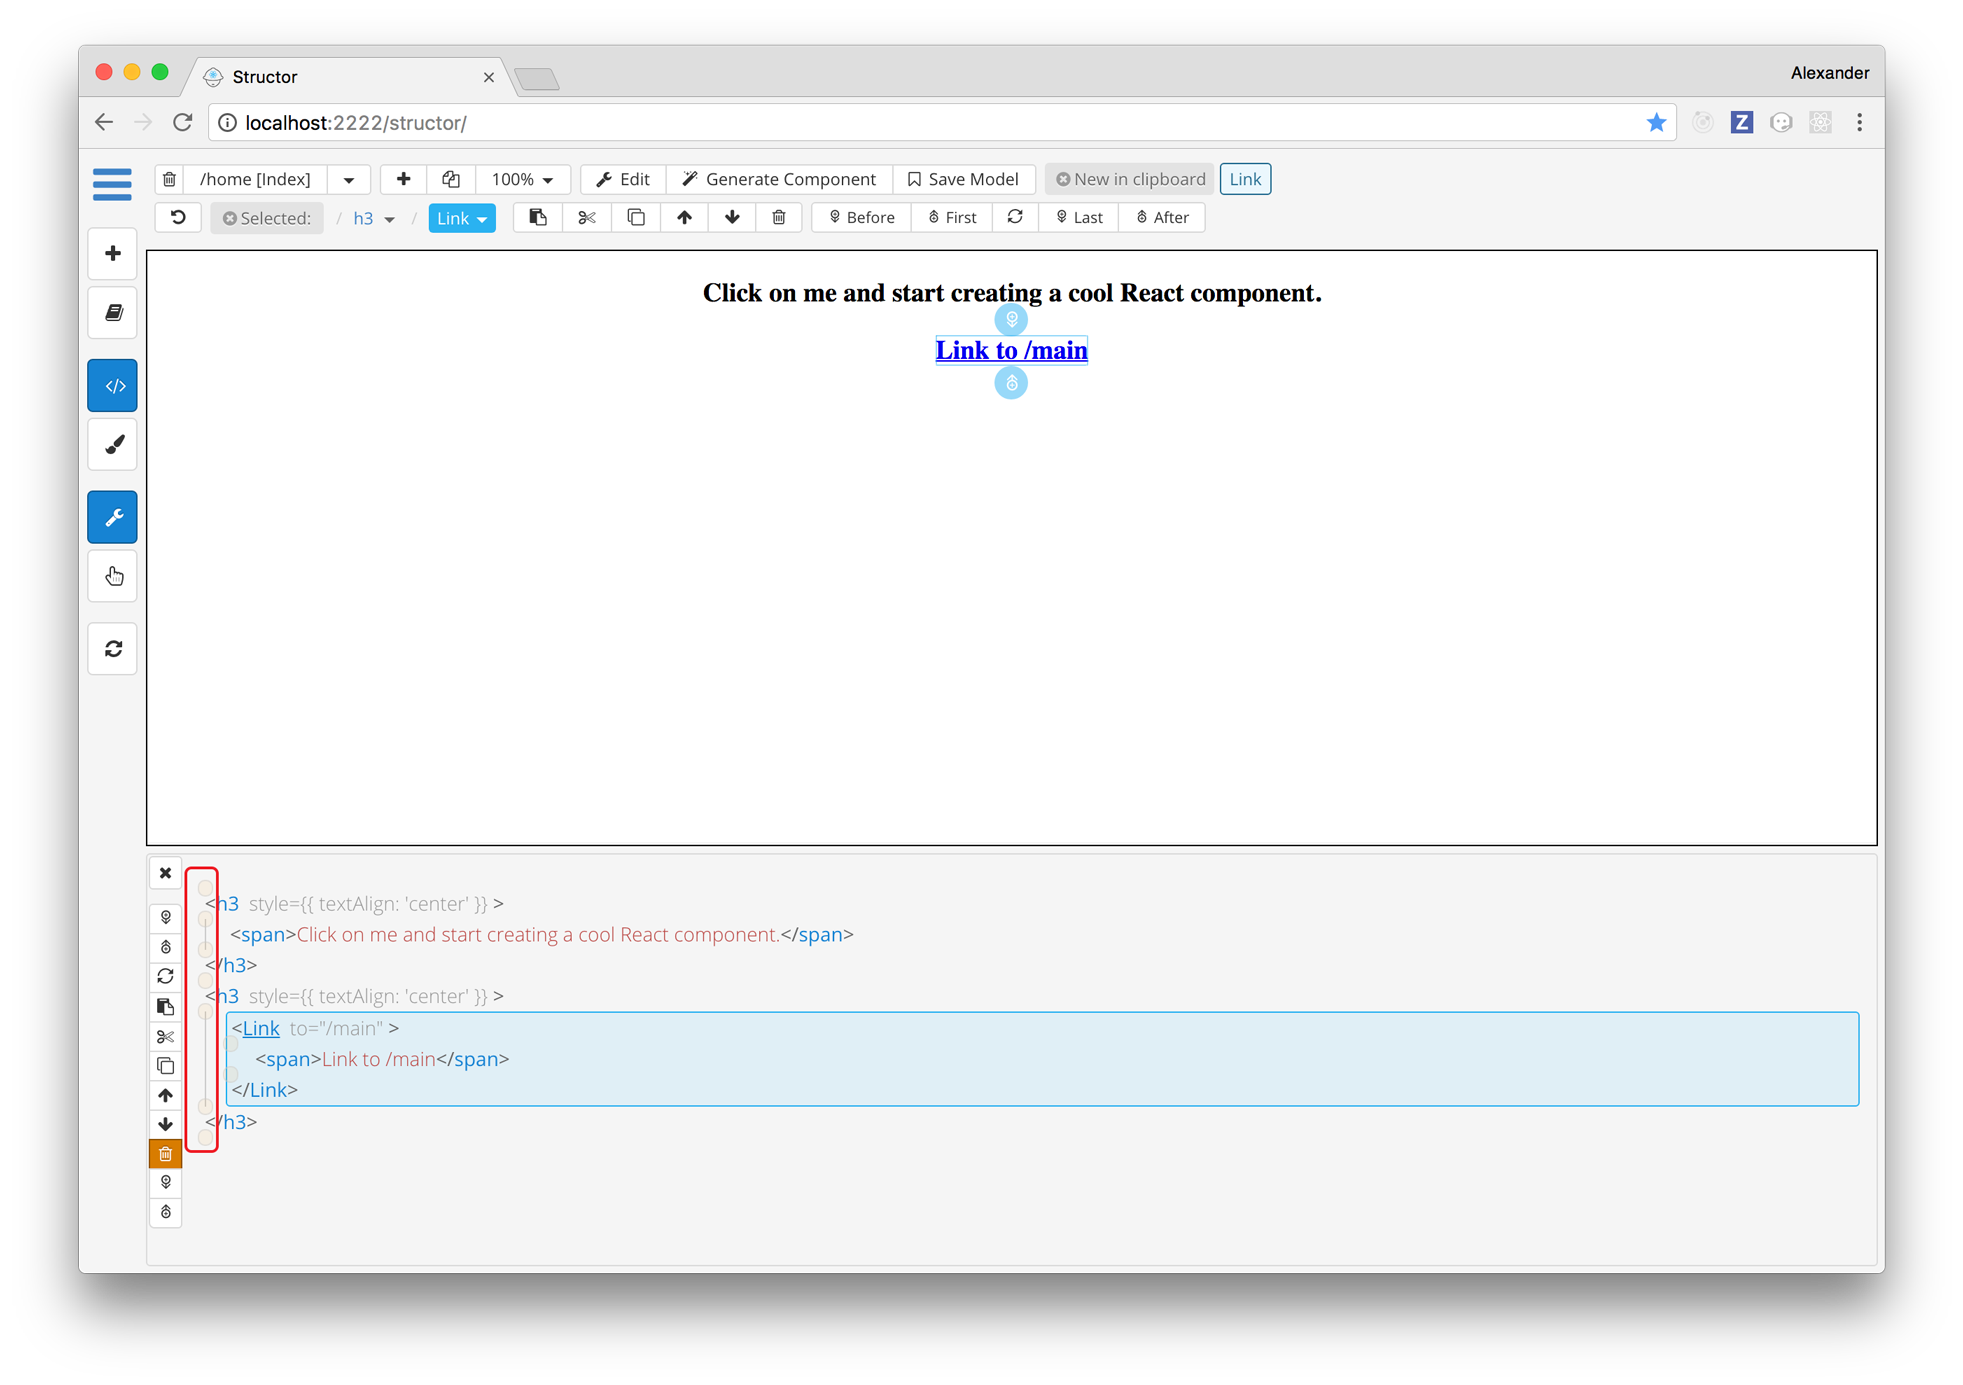 Structor
Alexander
localhost:2222/structor/
Z
/home [Index] 100% Edit Generate Component Save Model New in clipboard Link
Selected: / h3 / Link Before First Last After
Click on me and start creating a cool React component.
Link to /main
</>
<h3 style={{ textAlign: 'center' }} >
<span>Click on me and start creating a cool React component.</span>
</h3>
<h3 style={{ textAlign: 'center' }} >
<Link to="/main" >
<span>Link to /main</span>
</Link>
</h3>